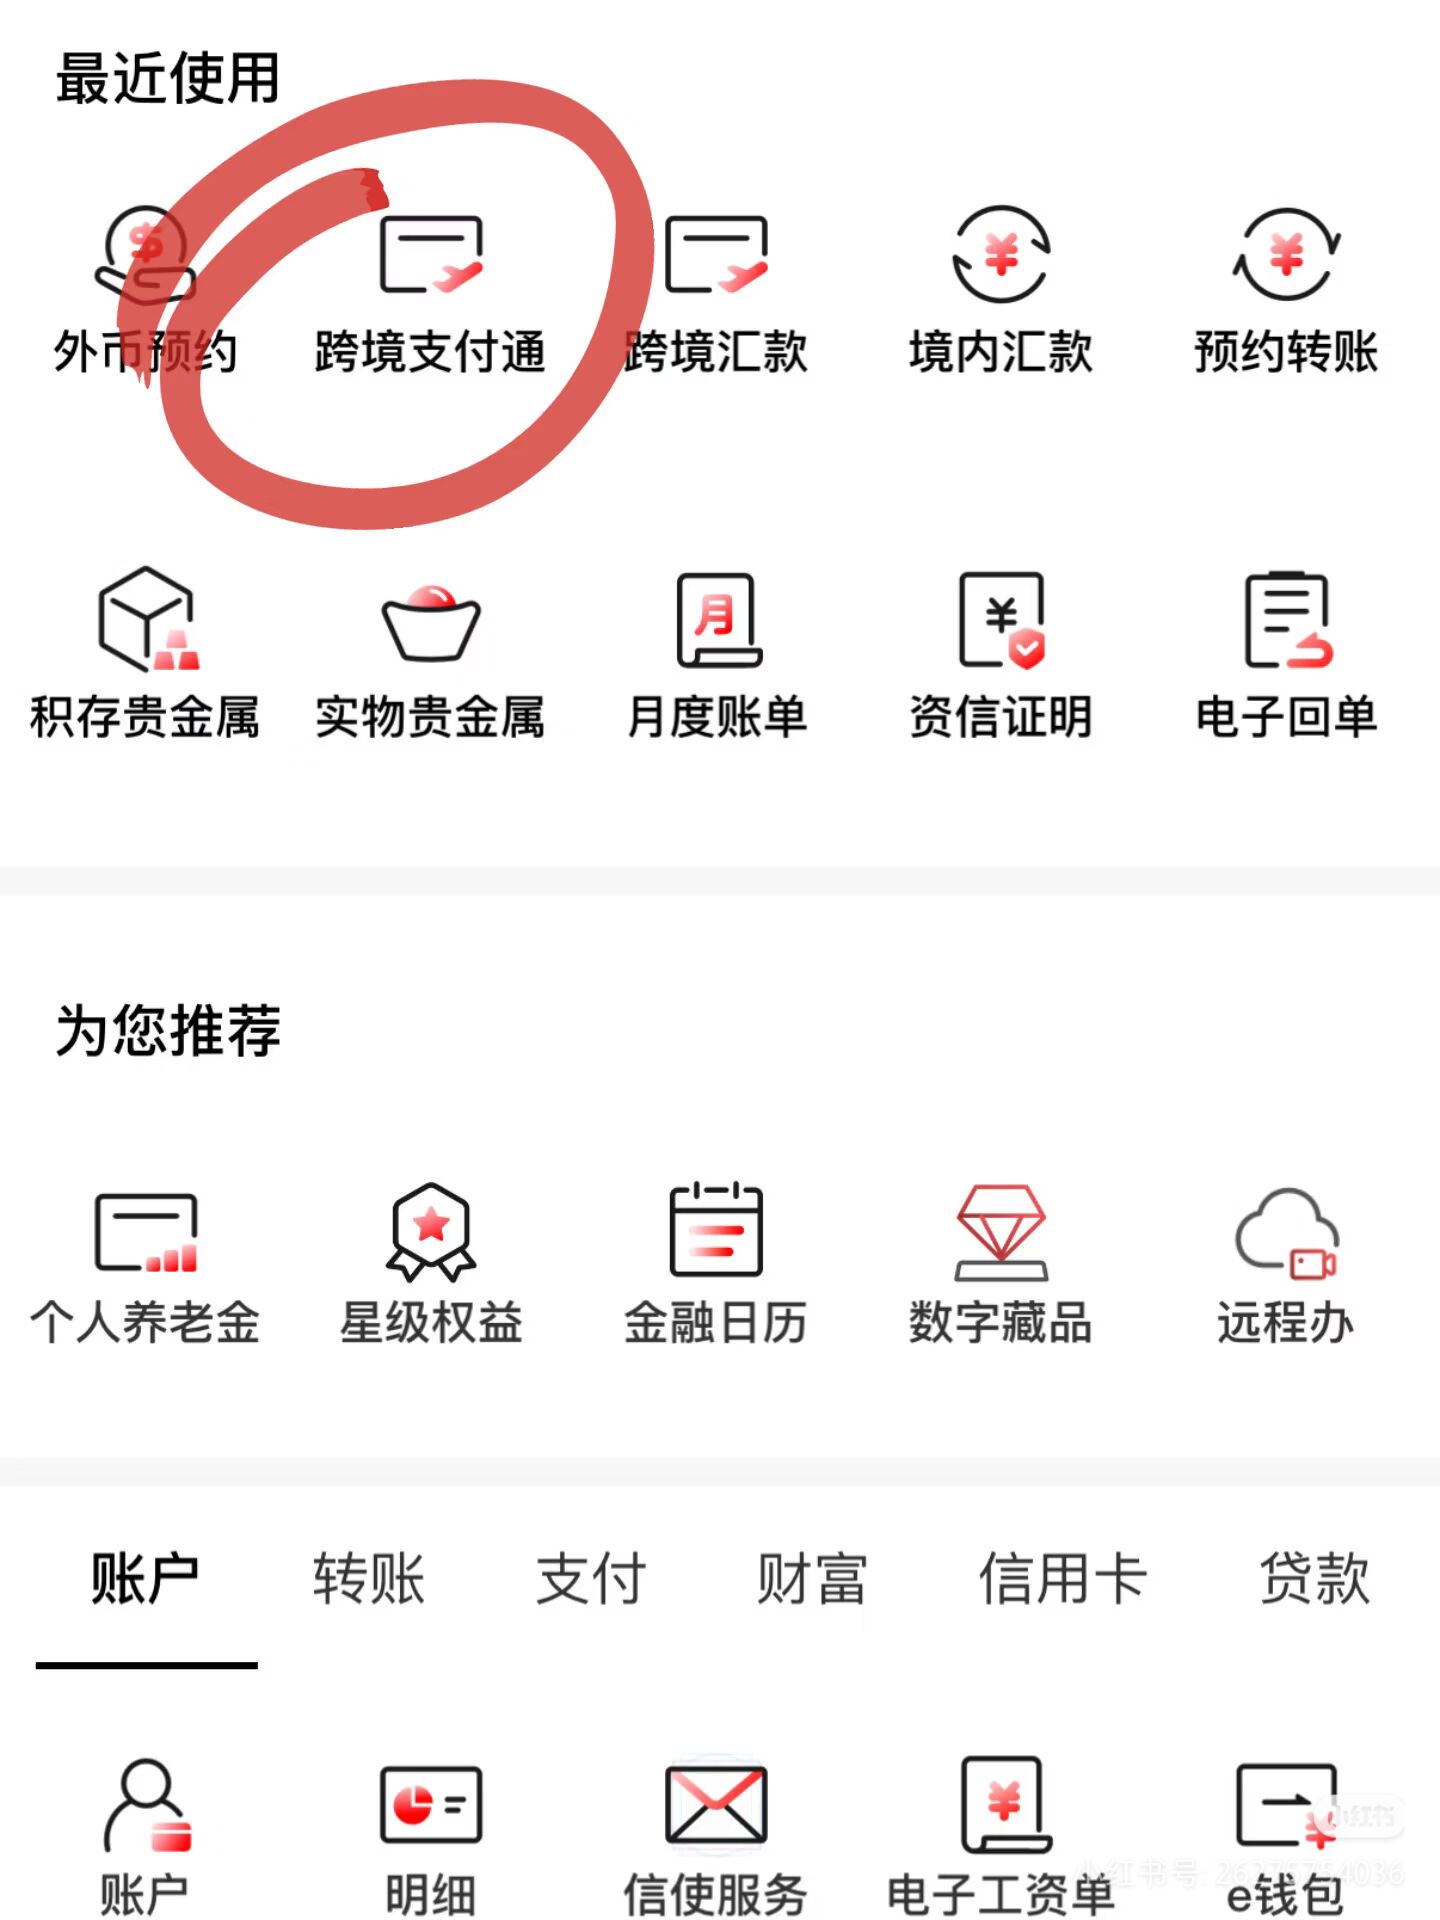 最近使用
外币预约 跨境支付通 跨境汇款 境内汇款 预约转账
积存贵金属 实物贵金属 月度账单 资信证明 电子回单
为您推荐
个人养老金 星级权益 金融日历 数字藏品 远程办
账户 转账 支付 财富 信用卡 贷款
账户 明细 信使服务 电子工资单 e钱包
小红书
小红书号: 26276754036